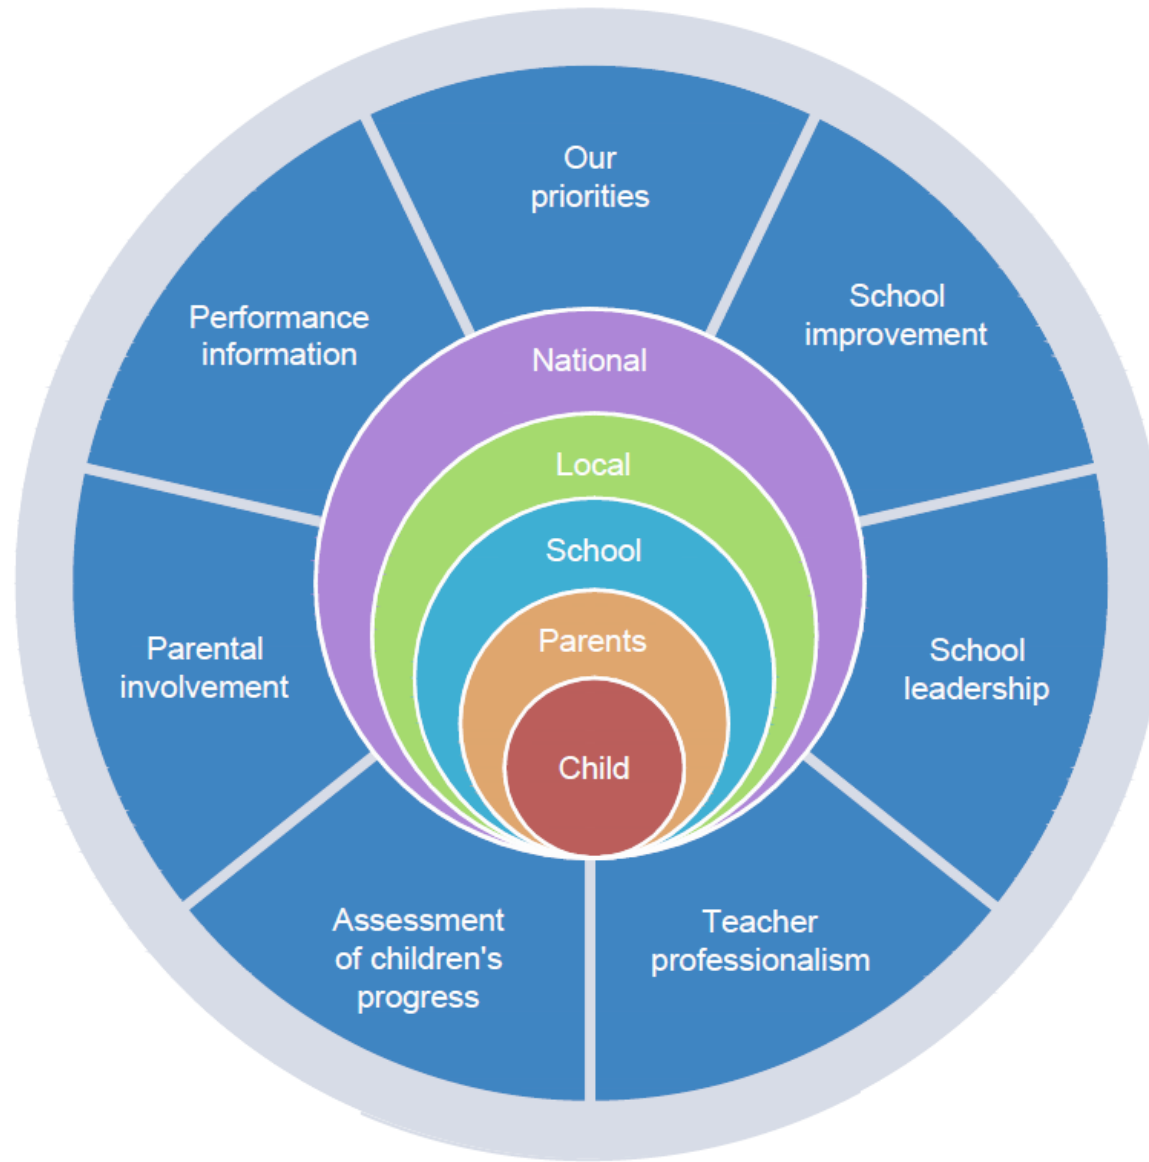 Our
priorities
School
improvement
School
leadership
Teacher
professionalism
Assessment
of children's
progress
Parental
involvement
Performance
information
National
Local
School
Parents
Child